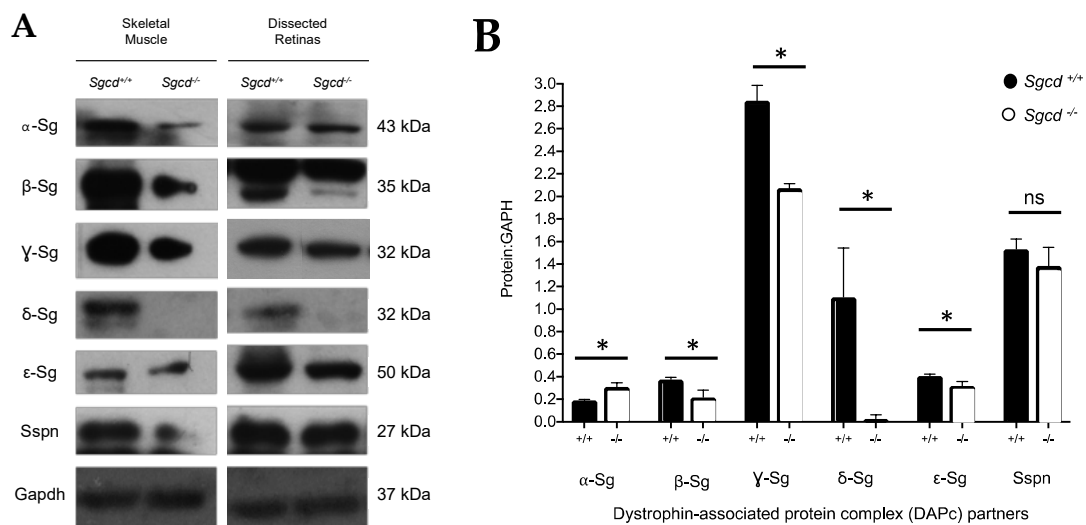 A
Skeletal
Muscle
Dissected
Retinas
Sgcd+/+ Sgcd-/- Sgcd+/+ Sgcd-/-
α-Sg 43 kDa
β-Sg 35 kDa
Ɣ-Sg 32 kDa
δ-Sg 32 kDa
ε-Sg 50 kDa
Sspn 27 kDa
Gapdh 37 kDa
B
Sgcd +/+
Sgcd -/-
Protein:GAPH
3.0
2.8
2.6
2.4
2.2
2.0
1.8
1.6
1.4
1.2
1.0
0.8
0.6
0.4
0.2
0.0
* * * * * ns
+/+ -/- +/+ -/- +/+ -/- +/+ -/- +/+ -/- +/+ -/-
α-Sg β-Sg Ɣ-Sg δ-Sg ε-Sg Sspn
Dystrophin-associated protein complex (DAPc) partners